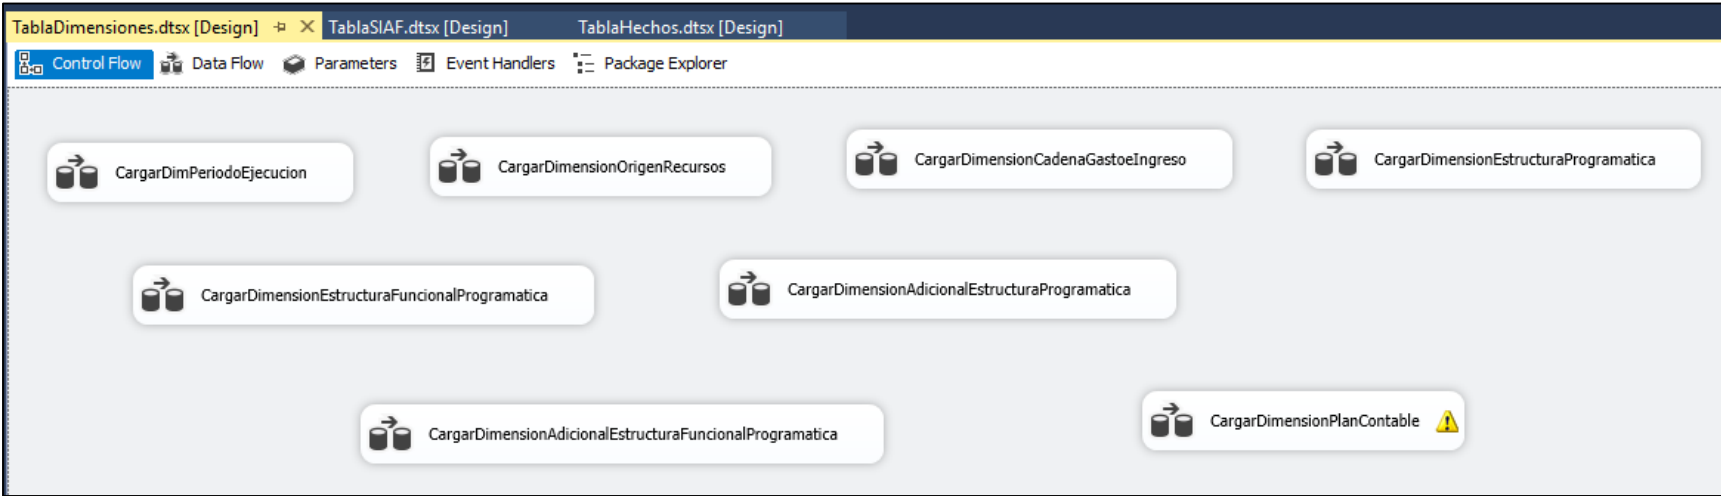 TablaDimensiones.dtsx [Design] TablaSIAF.dtsx [Design] TablaHechos.dtsx [Design]
Control Flow Data Flow Parameters Event Handlers Package Explorer
CargarDimPeriodoEjecucion
CargarDimensionOrigenRecursos
CargarDimensionCadenaGastoeIngreso
CargarDimensionEstructuraProgramatica
CargarDimensionEstructuraFuncionalProgramatica
CargarDimensionAdicionalEstructuraProgramatica
CargarDimensionAdicionalEstructuraFuncionalProgramatica
CargarDimensionPlanContable